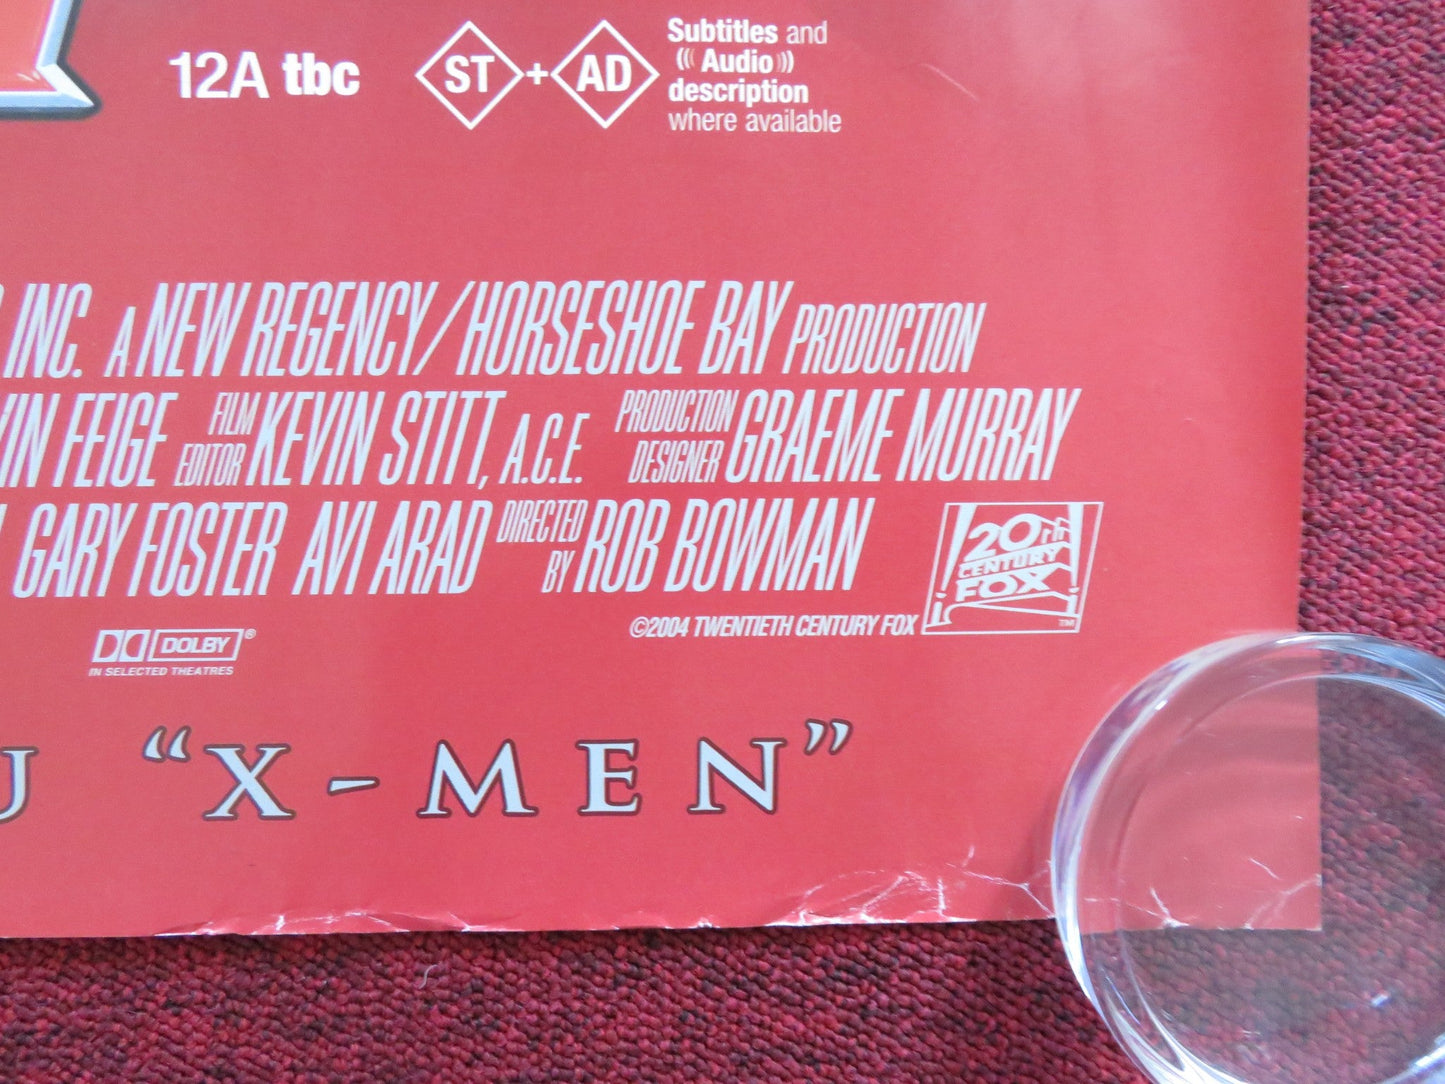 12A tbc
ST + AD
Subtitles and
Audio
description
where available
INC. A NEW REGENCY/HORSESHOE BAY PRODUCTION
FEIGE FILM EDITOR KEVIN STITT, A.C.E. PRODUCTION DESIGNER GRAEME MURRAY
GARY FOSTER AVI ARAD DIRECTED BY ROB BOWMAN
20TH
CENTURY
FOX
TM
©2004 TWENTIETH CENTURY FOX
DOLBY ®
IN SELECTED THEATRES
U "X-MEN"